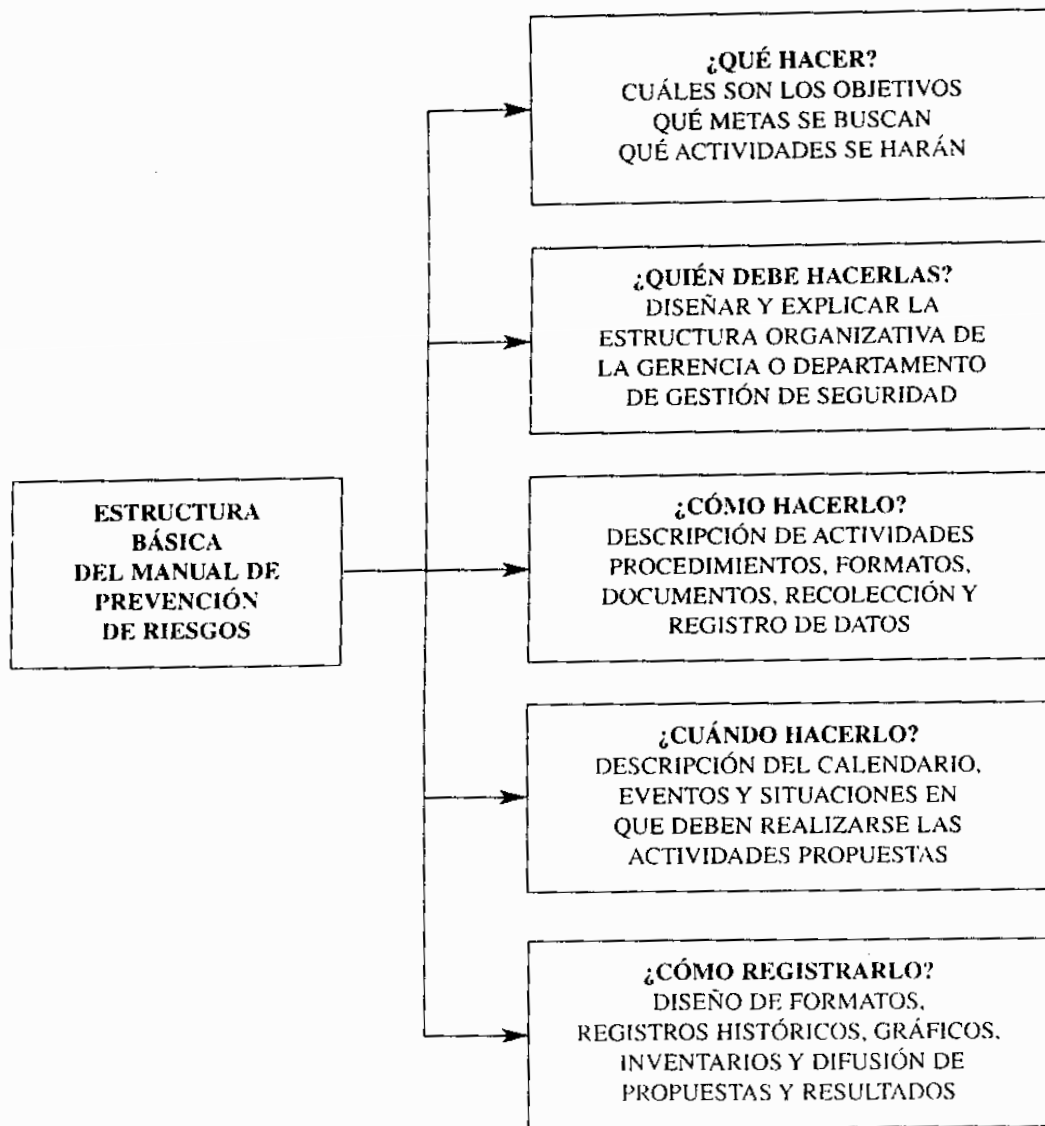 ¿QUÉ HACER?
CUÁLES SON LOS OBJETIVOS
QUÉ METAS SE BUSCAN
QUÉ ACTIVIDADES SE HARÁN
¿QUIÉN DEBE HACERLAS?
DISEÑAR Y EXPLICAR LA
ESTRUCTURA ORGANIZATIVA DE
LA GERENCIA O DEPARTAMENTO
DE GESTIÓN DE SEGURIDAD
ESTRUCTURA
BÁSICA
DEL MANUAL DE
PREVENCIÓN
DE RIESGOS
¿CÓMO HACERLO?
DESCRIPCIÓN DE ACTIVIDADES
PROCEDIMIENTOS, FORMATOS,
DOCUMENTOS, RECOLECCIÓN Y
REGISTRO DE DATOS
¿CUÁNDO HACERLO?
DESCRIPCIÓN DEL CALENDARIO,
EVENTOS Y SITUACIONES EN
QUE DEBEN REALIZARSE LAS
ACTIVIDADES PROPUESTAS
¿CÓMO REGISTRARLO?
DISEÑO DE FORMATOS,
REGISTROS HISTÓRICOS, GRÁFICOS,
INVENTARIOS Y DIFUSIÓN DE
PROPUESTAS Y RESULTADOS